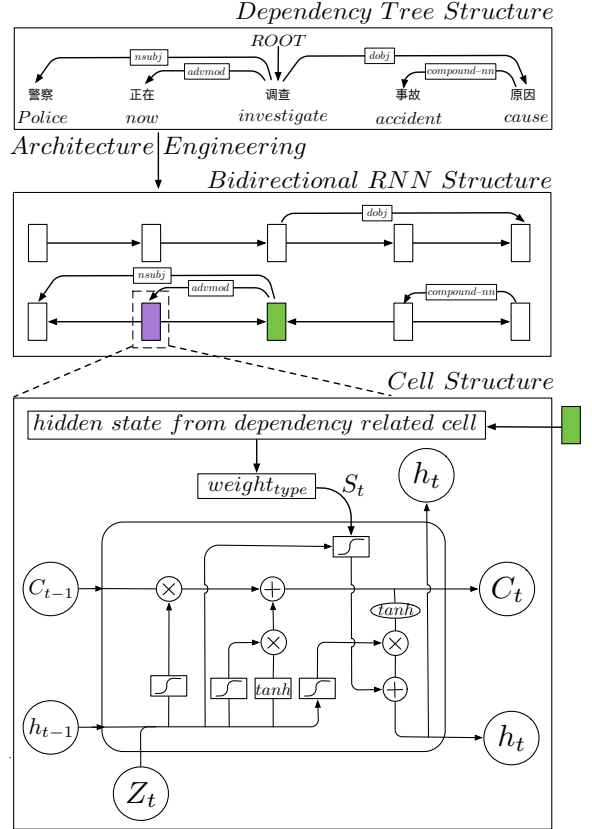 Dependency Tree Structure
ROOT
nsubj
dobj
advmod
compound-nn
警察 正在 调查 事故 原因
Police now investigate accident cause
Architecture Engineering
Bidirectional RNN Structure
dobj
nsubj
advmod
compound-nn
Cell Structure
hidden state from dependency related cell
weight_type
S_t
h_t
C_{t-1}
×
+
C_t
tanh
×
×
tanh
+
h_{t-1}
h_t
Z_t